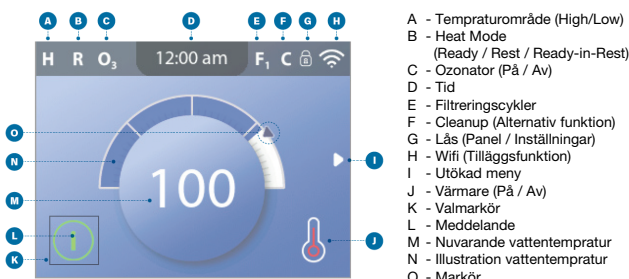 A B C D E F G H
H R O3 12:00 am F1 C
O
N I
100
M
L J
K
A - Tempraturområde (High/Low)
B - Heat Mode
(Ready / Rest / Ready-in-Rest)
C - Ozonator (På / Av)
D - Tid
E - Filtreringscykler
F - Cleanup (Alternativ funktion)
G - Lås (Panel / Inställningar)
H - Wifi (Tilläggsfunktion)
I - Utökad meny
J - Värmare (På / Av)
K - Valmarkör
L - Meddelande
M - Nuvarande vattentempratur
N - Illustration vattentempratur
O - Markör